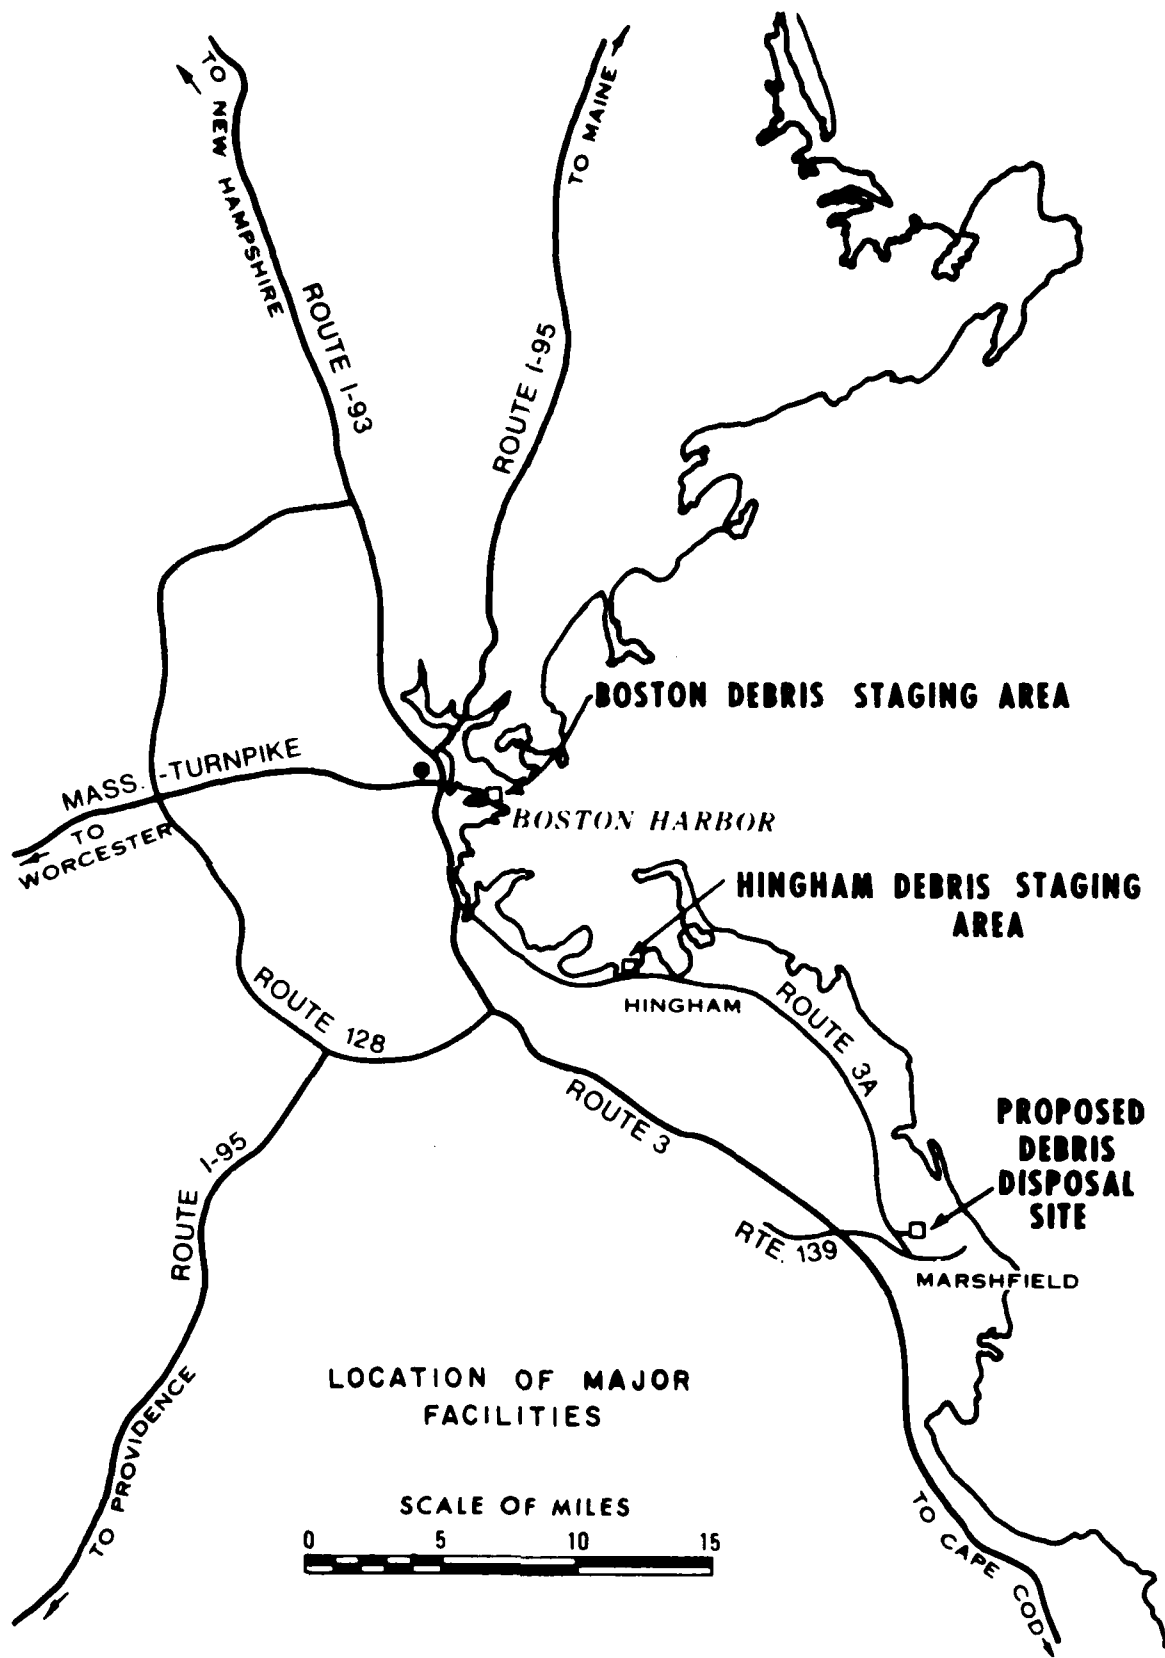 TO NEW HAMPSHIRE
TO MAINE
ROUTE I-93
ROUTE I-95
BOSTON DEBRIS STAGING AREA
MASS.-TURNPIKE
TO
WORCESTER
BOSTON HARBOR
HINGHAM DEBRIS STAGING
AREA
HINGHAM
ROUTE 128
ROUTE 3A
ROUTE 3
PROPOSED
DEBRIS
DISPOSAL
SITE
ROUTE I-95
RTE. 139
MARSHFIELD
TO PROVIDENCE
LOCATION OF MAJOR
FACILITIES
SCALE OF MILES
0 5 10 15
TO CAPE COD